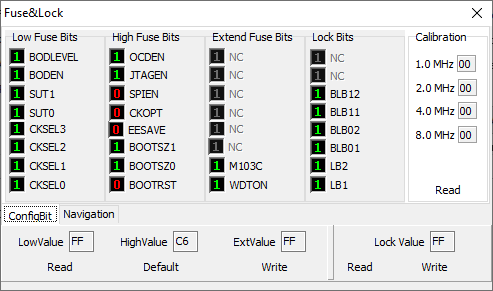 Fuse&Lock
Low Fuse Bits High Fuse Bits Extend Fuse Bits Lock Bits Calibration
1 BODLEVEL 1 OCDEN 1 NC 1 NC
1 BODEN 1 JTAGEN 1 NC 1 NC 1.0 MHz 00
1 SUT1 0 SPIEN 1 NC 1 BLB12 2.0 MHz 00
1 SUT0 0 CKOPT 1 NC 1 BLB11 4.0 MHz 00
1 CKSEL3 0 EESAVE 1 NC 1 BLB02 8.0 MHz 00
1 CKSEL2 1 BOOTSZ1 1 NC 1 BLB01
1 CKSEL1 1 BOOTSZ0 1 M103C 1 LB2
1 CKSEL0 0 BOOTRST 1 WDTON 1 LB1 Read
ConfigBit Navigation
LowValue FF HighValue C6 ExtValue FF Lock Value FF
Read Default Write Read Write